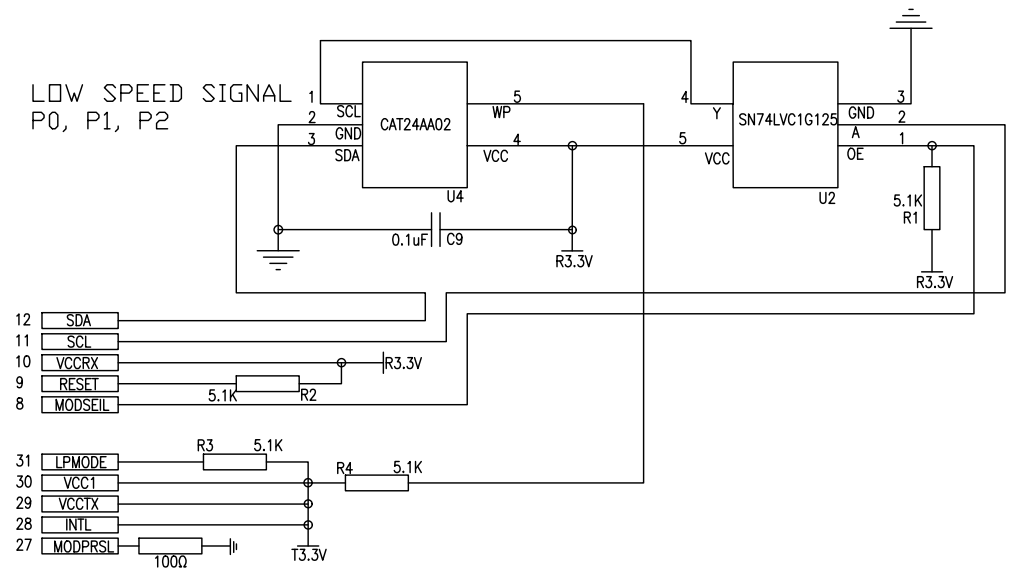 LOW SPEED SIGNAL
P0, P1, P2
1
SCL
2
GND
3
SDA
CAT24AA02
5
WP
4
VCC
U4
4
Y
5
VCC
SN74LVC1G125
3
GND
2
A
1
OE
U2
5.1K
R1
R3.3V
0.1uF
C9
R3.3V
12 SDA
11 SCL
10 VCCRX
R3.3V
9 RESET
5.1K
R2
8 MODSEIL
R3
5.1K
31 LPMODE
R4
5.1K
30 VCC1
29 VCCTX
28 INTL
27 MODPRSL
100Ω
T3.3V